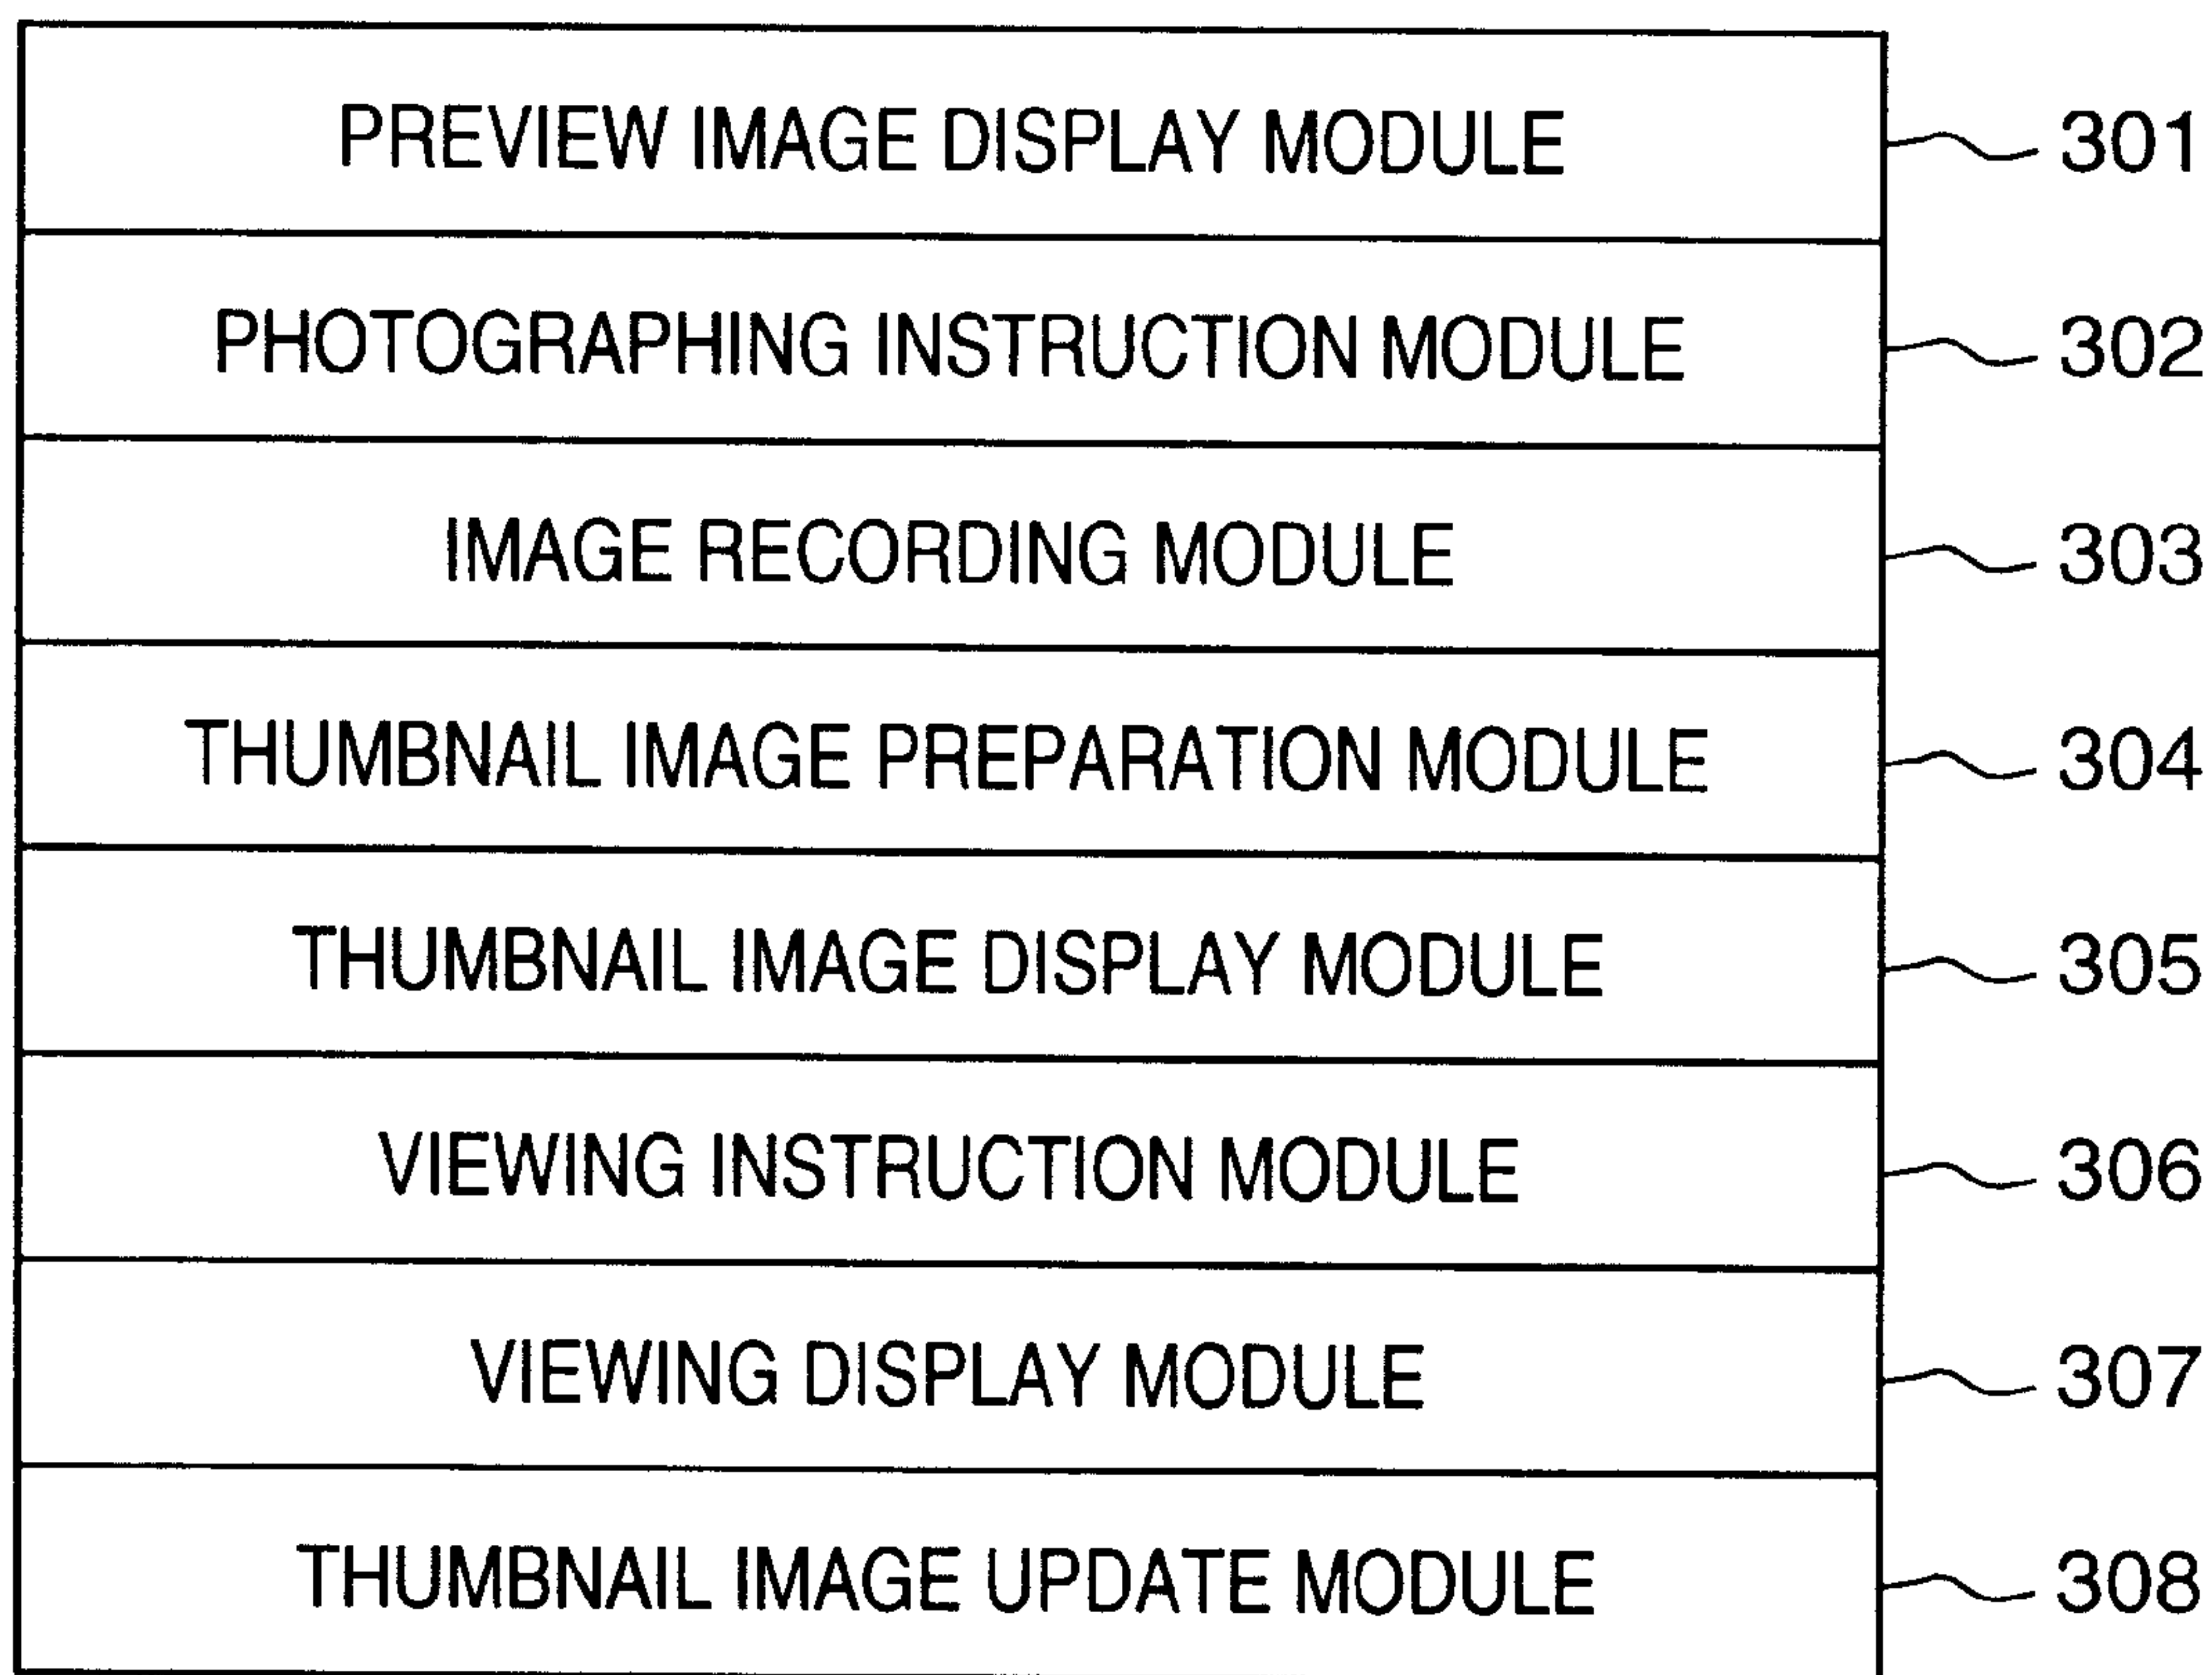 PREVIEW IMAGE DISPLAY MODULE 301
PHOTOGRAPHING INSTRUCTION MODULE 302
IMAGE RECORDING MODULE 303
THUMBNAIL IMAGE PREPARATION MODULE 304
THUMBNAIL IMAGE DISPLAY MODULE 305
VIEWING INSTRUCTION MODULE 306
VIEWING DISPLAY MODULE 307
THUMBNAIL IMAGE UPDATE MODULE 308